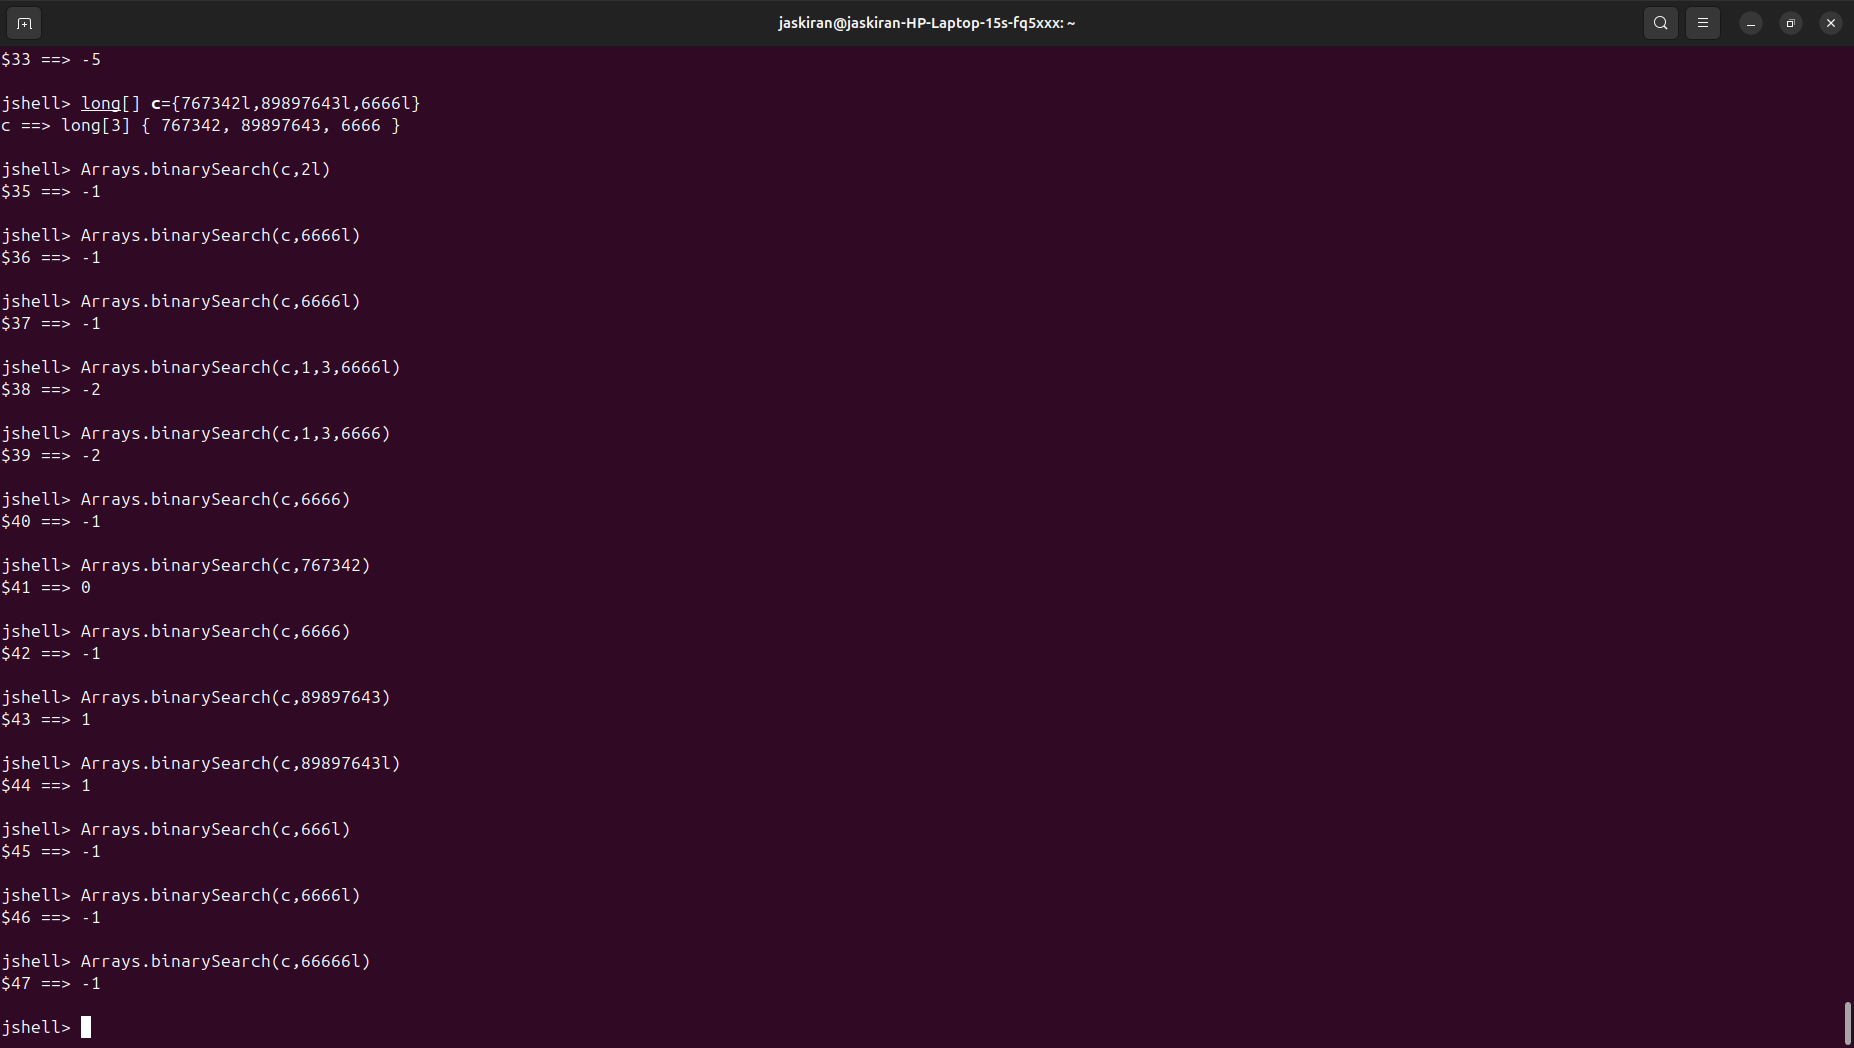 jaskiran@jaskiran-HP-Laptop-15s-fq5xxx: ~
$33 ==> -5
jshell> long[] c={767342l,89897643l,6666l}
c ==> long[3] { 767342, 89897643, 6666 }
jshell> Arrays.binarySearch(c,2l)
$35 ==> -1
jshell> Arrays.binarySearch(c,6666l)
$36 ==> -1
jshell> Arrays.binarySearch(c,6666l)
$37 ==> -1
jshell> Arrays.binarySearch(c,1,3,6666l)
$38 ==> -2
jshell> Arrays.binarySearch(c,1,3,6666)
$39 ==> -2
jshell> Arrays.binarySearch(c,6666)
$40 ==> -1
jshell> Arrays.binarySearch(c,767342)
$41 ==> 0
jshell> Arrays.binarySearch(c,6666)
$42 ==> -1
jshell> Arrays.binarySearch(c,89897643)
$43 ==> 1
jshell> Arrays.binarySearch(c,89897643l)
$44 ==> 1
jshell> Arrays.binarySearch(c,666l)
$45 ==> -1
jshell> Arrays.binarySearch(c,6666l)
$46 ==> -1
jshell> Arrays.binarySearch(c,66666l)
$47 ==> -1
jshell>